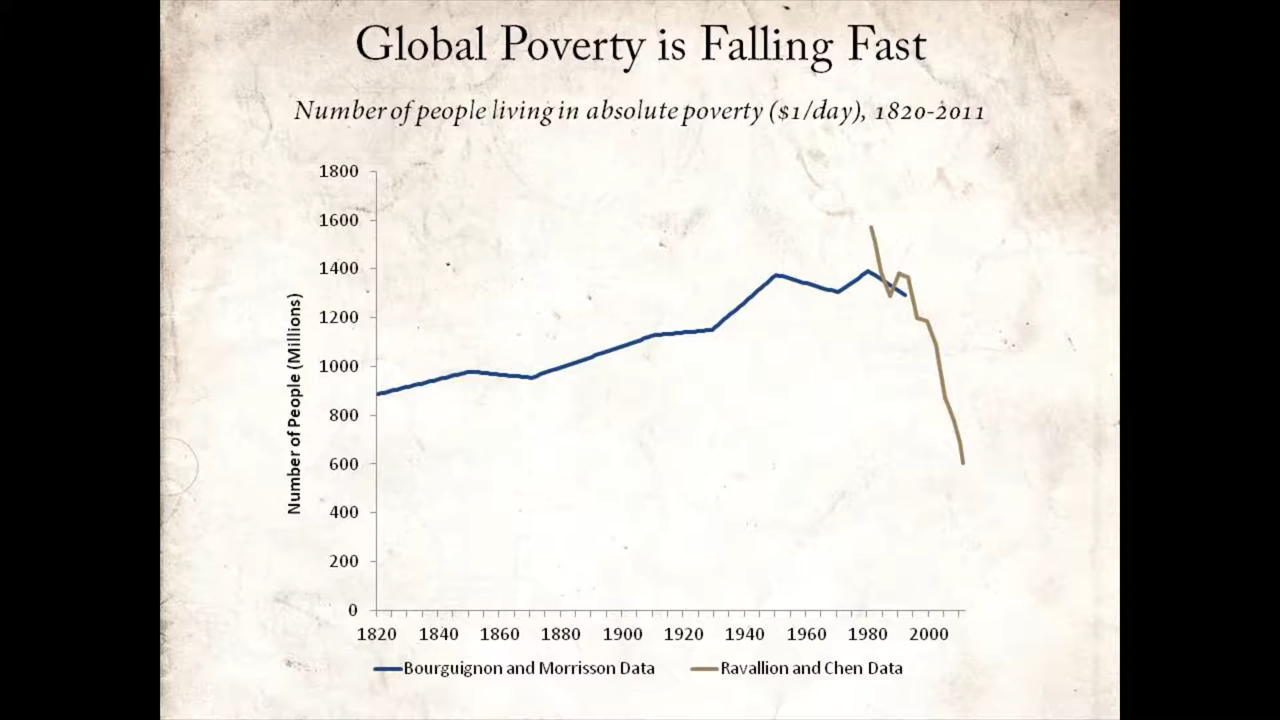 Global Poverty is Falling Fast
Number of people living in absolute poverty ($1/day), 1820-2011
Number of People (Millions)
1800
1600
1400
1200
1000
800
600
400
200
0
1820 1840 1860 1880 1900 1920 1940 1960 1980 2000
Bourguignon and Morrisson Data Ravallion and Chen Data